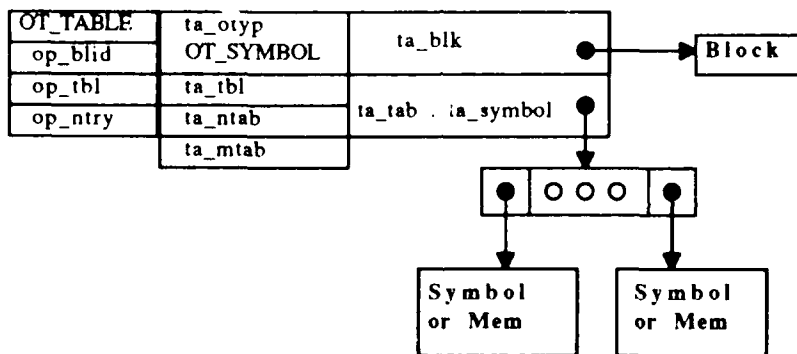 OT_TABLE ta_otyp ta_blk
op_blid OT_SYMBOL Block
op_tbl ta_tbl
op_ntry ta_ntab ta_tab . ta_symbol
ta_mtab
Symbol Symbol
or Mem or Mem